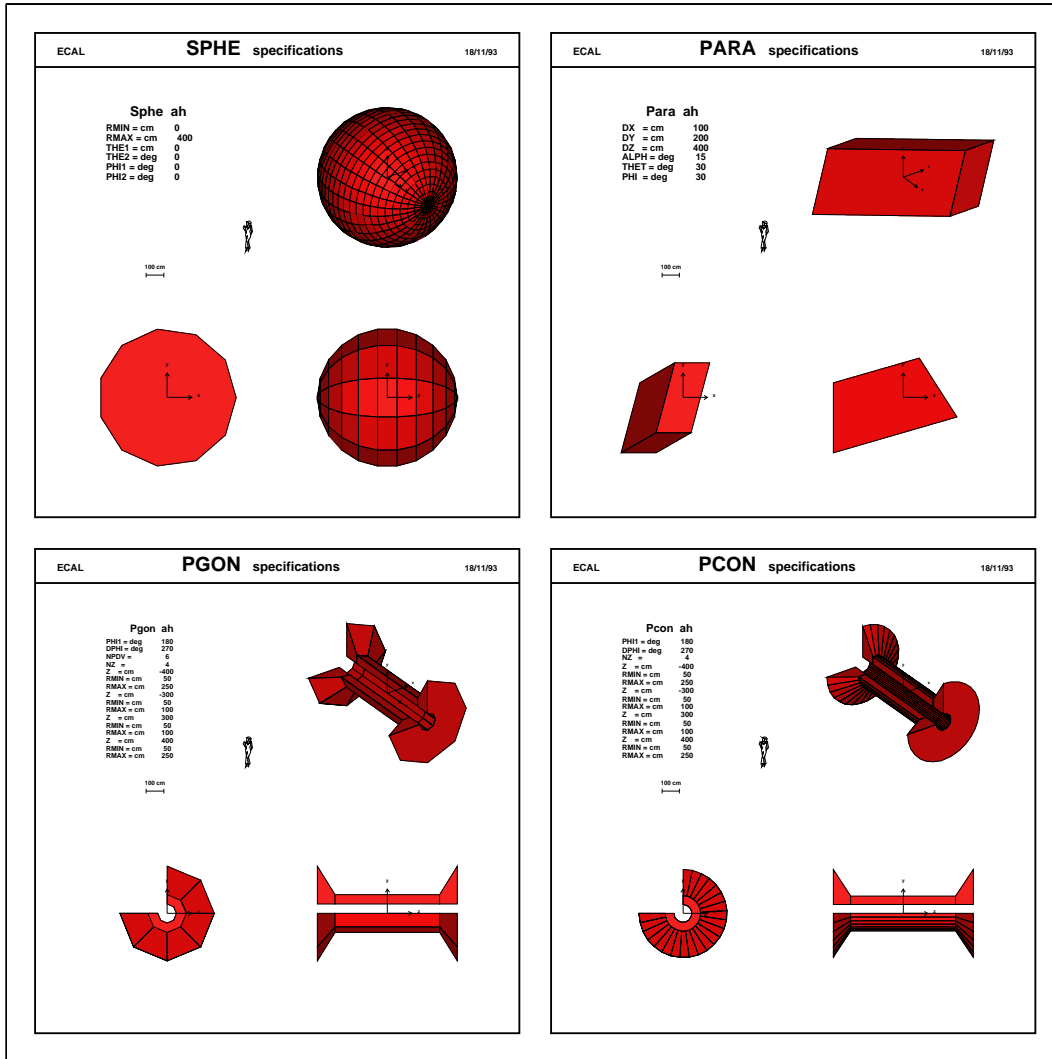 ECAL SPHE specifications 18/11/93
Sphe ah
RMIN = cm 0
RMAX = cm 400
THE1 = cm 0
THE2 = deg 0
PHI1 = deg 0
PHI2 = deg 0
100 cm
y
x
ECAL PARA specifications 18/11/93
Para ah
DX = cm 100
DY = cm 200
DZ = cm 400
ALPH = deg 15
THET = deg 30
PHI = deg 30
100 cm
y
x
y
ECAL PGON specifications 18/11/93
Pgon ah
PHI1 = deg 180
DPHI = deg 270
NPDV = 6
NZ = 4
Z = cm -400
RMIN = cm 50
RMAX = cm 250
Z = cm -300
RMIN = cm 50
RMAX = cm 100
Z = cm 300
RMIN = cm 50
RMAX = cm 100
Z = cm 400
RMIN = cm 50
RMAX = cm 250
100 cm
y
z
ECAL PCON specifications 18/11/93
Pcon ah
PHI1 = deg 180
DPHI = deg 270
NZ = 4
Z = cm -400
RMIN = cm 50
RMAX = cm 250
Z = cm -300
RMIN = cm 50
RMAX = cm 100
Z = cm 300
RMIN = cm 50
RMAX = cm 100
Z = cm 400
RMIN = cm 50
RMAX = cm 250
100 cm
y
z